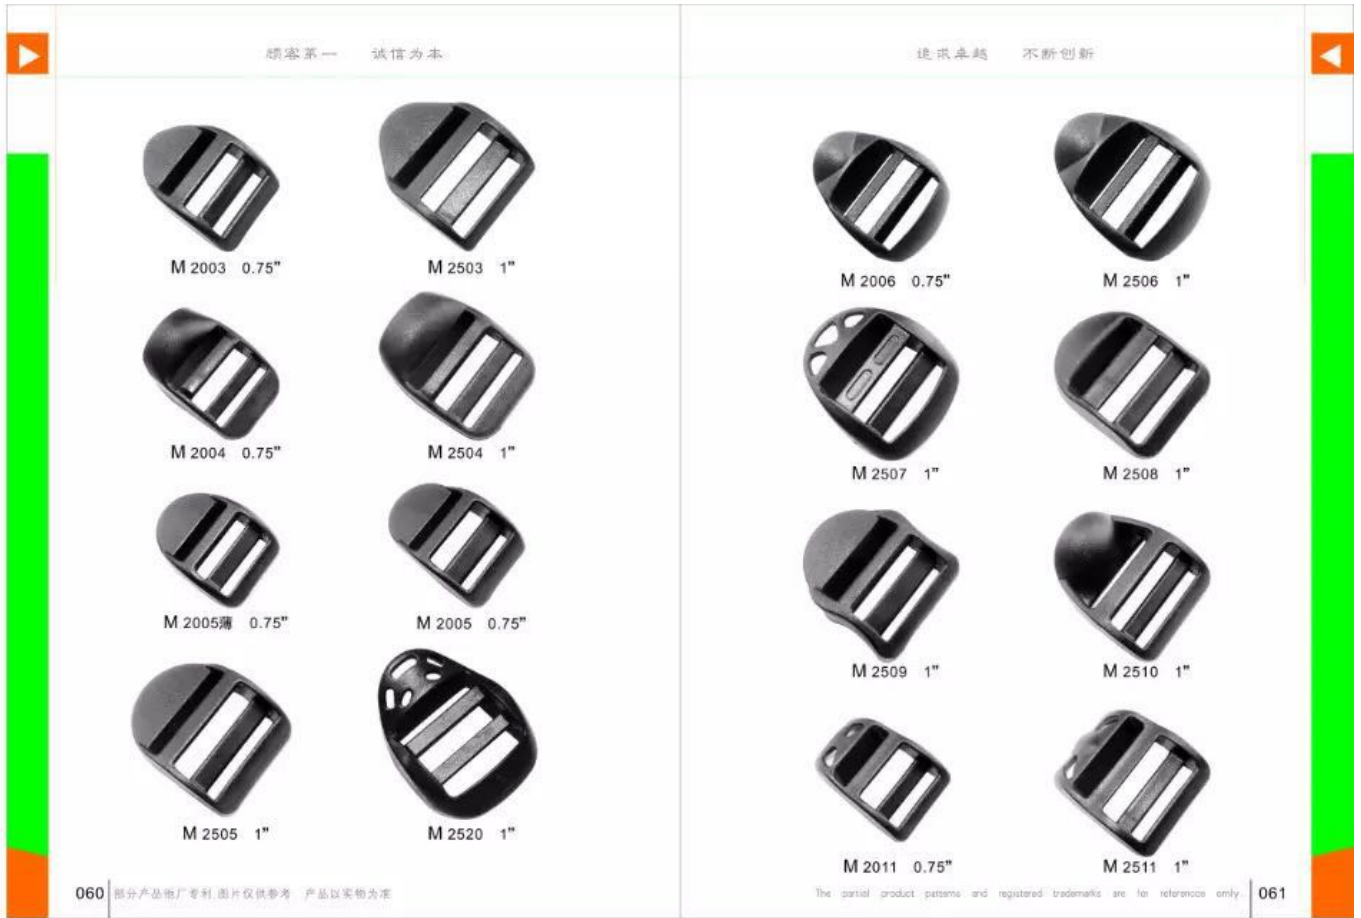 顾客第一 诚信为本
M 2003 0.75"
M 2503 1"
M 2004 0.75"
M 2504 1"
M 2005薄 0.75"
M 2005 0.75"
M 2505 1"
M 2520 1"
060 部分产品他厂专利.图片仅供参考 产品以实物为准
追求卓越 不断创新
M 2006 0.75"
M 2506 1"
M 2507 1"
M 2508 1"
M 2509 1"
M 2510 1"
M 2011 0.75"
M 2511 1"
The partial product patterns and registered trademarks are for referencce omly. 061